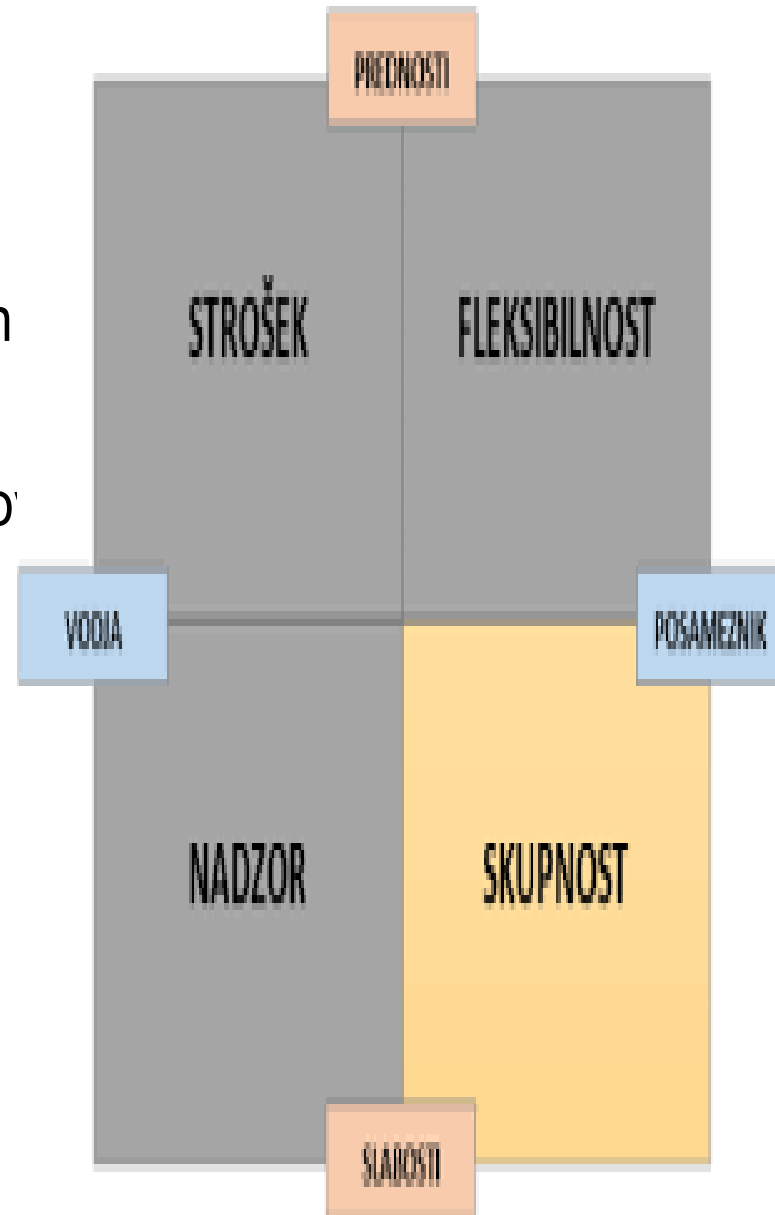 PREDNOSTI
STROŠEK FLEKSIBILNOST
VODJA POSAMEZNIK
NADZOR SKUPNOST
SLABOSTI